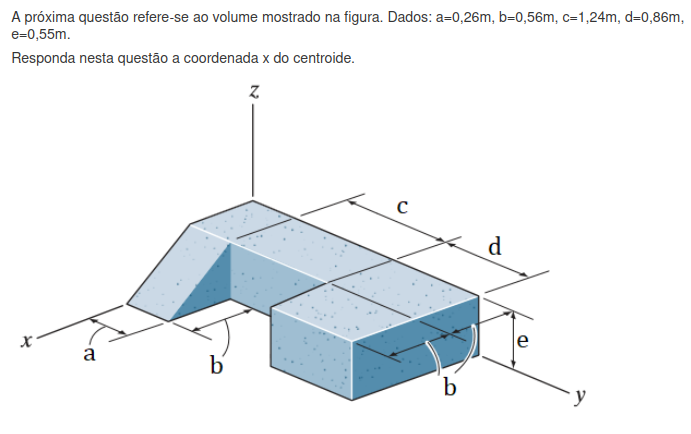 A próxima questão refere-se ao volume mostrado na figura. Dados: a=0,26m, b=0,56m, c=1,24m, d=0,86m,
e=0,55m.
Responda nesta questão a coordenada x do centroide.
z
c
d
x
a
b
e
b
y